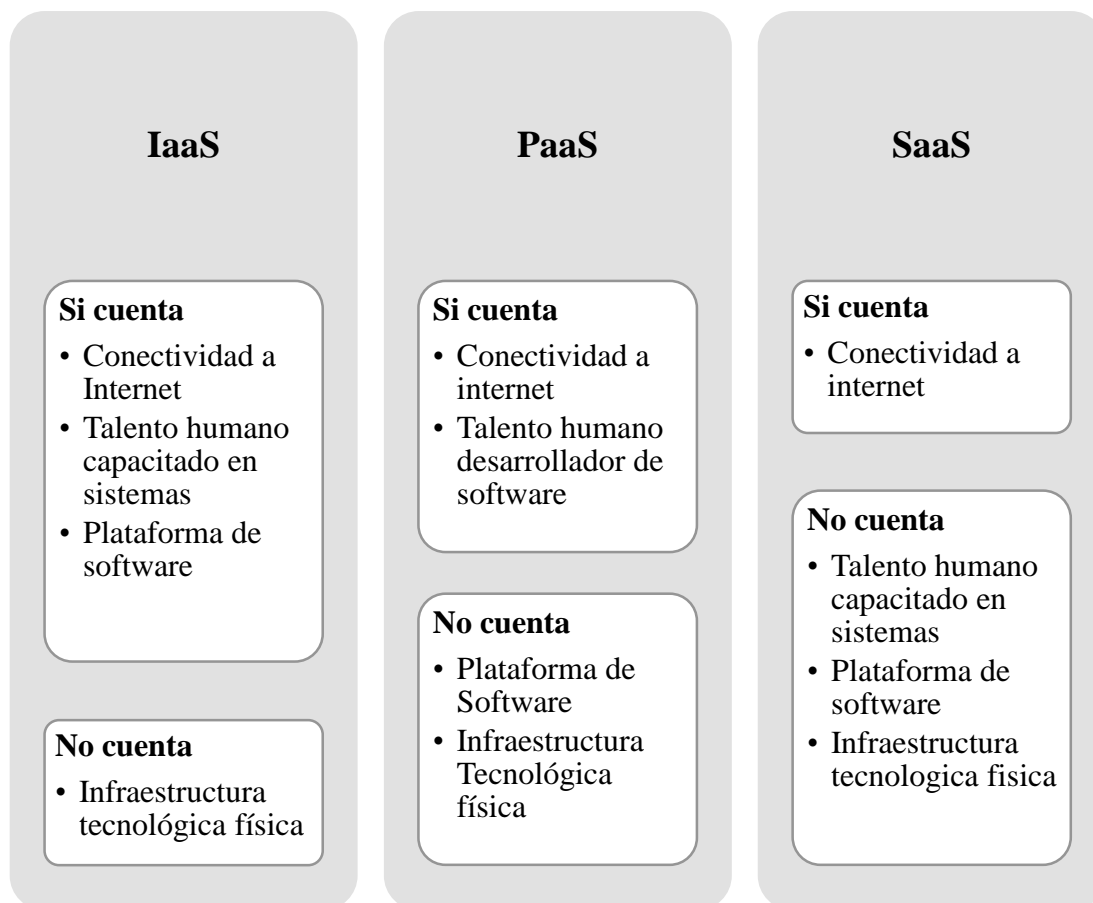 IaaS
Si cuenta
• Conectividad a
Internet
• Talento humano
capacitado en
sistemas
• Plataforma de
software
No cuenta
• Infraestructura
tecnológica física
PaaS
Si cuenta
• Conectividad a
internet
• Talento humano
desarrollador de
software
No cuenta
• Plataforma de
Software
• Infraestructura
Tecnológica
física
SaaS
Si cuenta
• Conectividad a
internet
No cuenta
• Talento humano
capacitado en
sistemas
• Plataforma de
software
• Infraestructura
tecnologica fisica